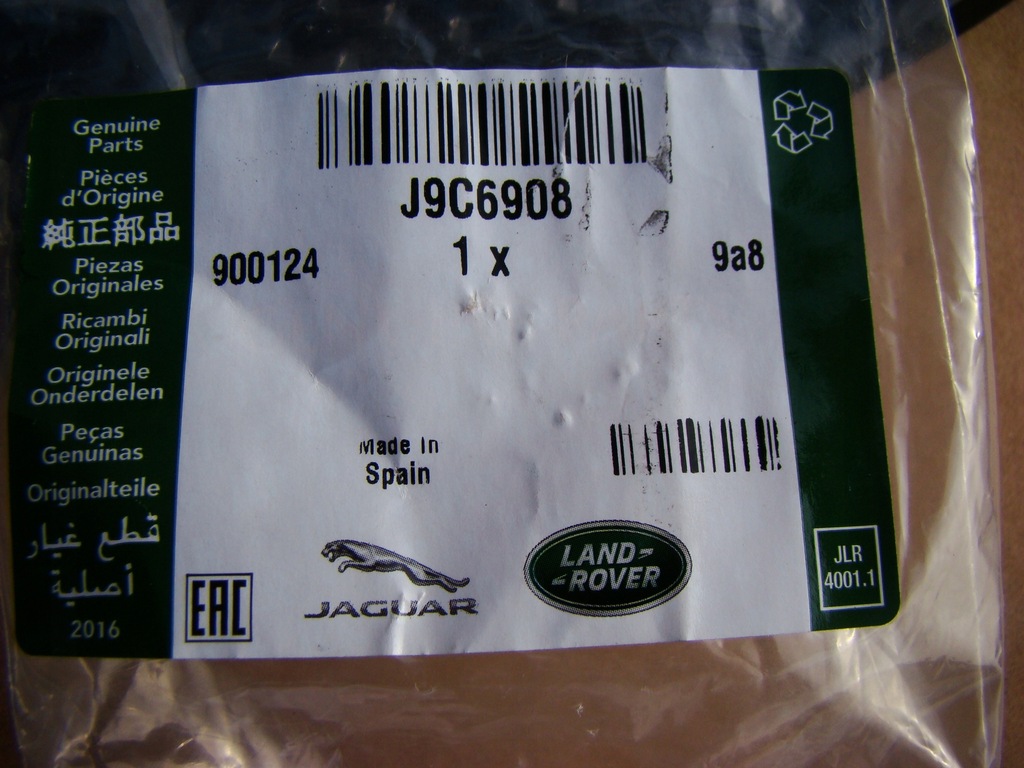 Genuine
Parts
Pièces
d'Origine
純正部品
Piezas
Originales
Ricambi
Originali
Originele
Onderdelen
Peças
Genuinas
Originalteile
قطع غيار
أصلية
2016
J9C6908
900124
1 x
9a8
Made In
Spain
EAC
JAGUAR
LAND-
-ROVER
JLR
4001.1